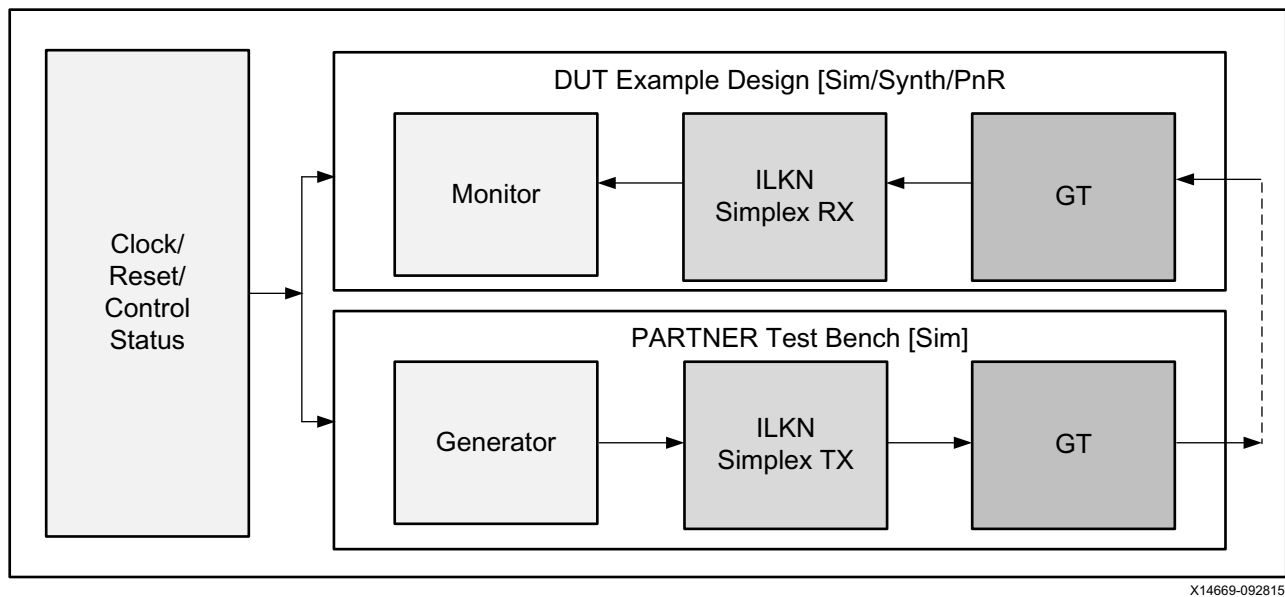 Clock/
Reset/
Control
Status
DUT Example Design [Sim/Synth/PnR
Monitor
ILKN
Simplex RX
GT
PARTNER Test Bench [Sim]
Generator
ILKN
Simplex TX
GT
X14669-092815